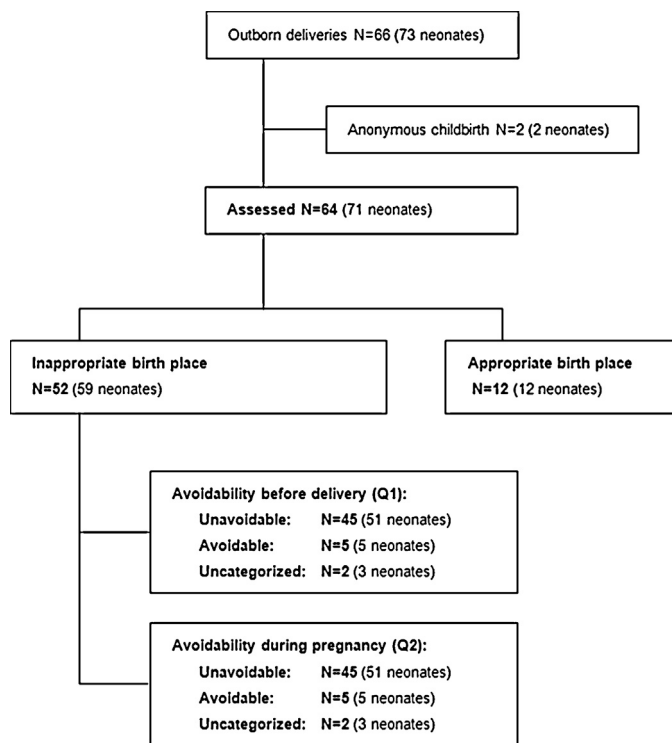 Outborn deliveries N=66 (73 neonates)
Anonymous childbirth N=2 (2 neonates)
Assessed N=64 (71 neonates)
Inappropriate birth place
N=52 (59 neonates)
Appropriate birth place
N=12 (12 neonates)
Avoidability before delivery (Q1):
Unavoidable: N=45 (51 neonates)
Avoidable: N=5 (5 neonates)
Uncategorized: N=2 (3 neonates)
Avoidability during pregnancy (Q2):
Unavoidable: N=45 (51 neonates)
Avoidable: N=5 (5 neonates)
Uncategorized: N=2 (3 neonates)